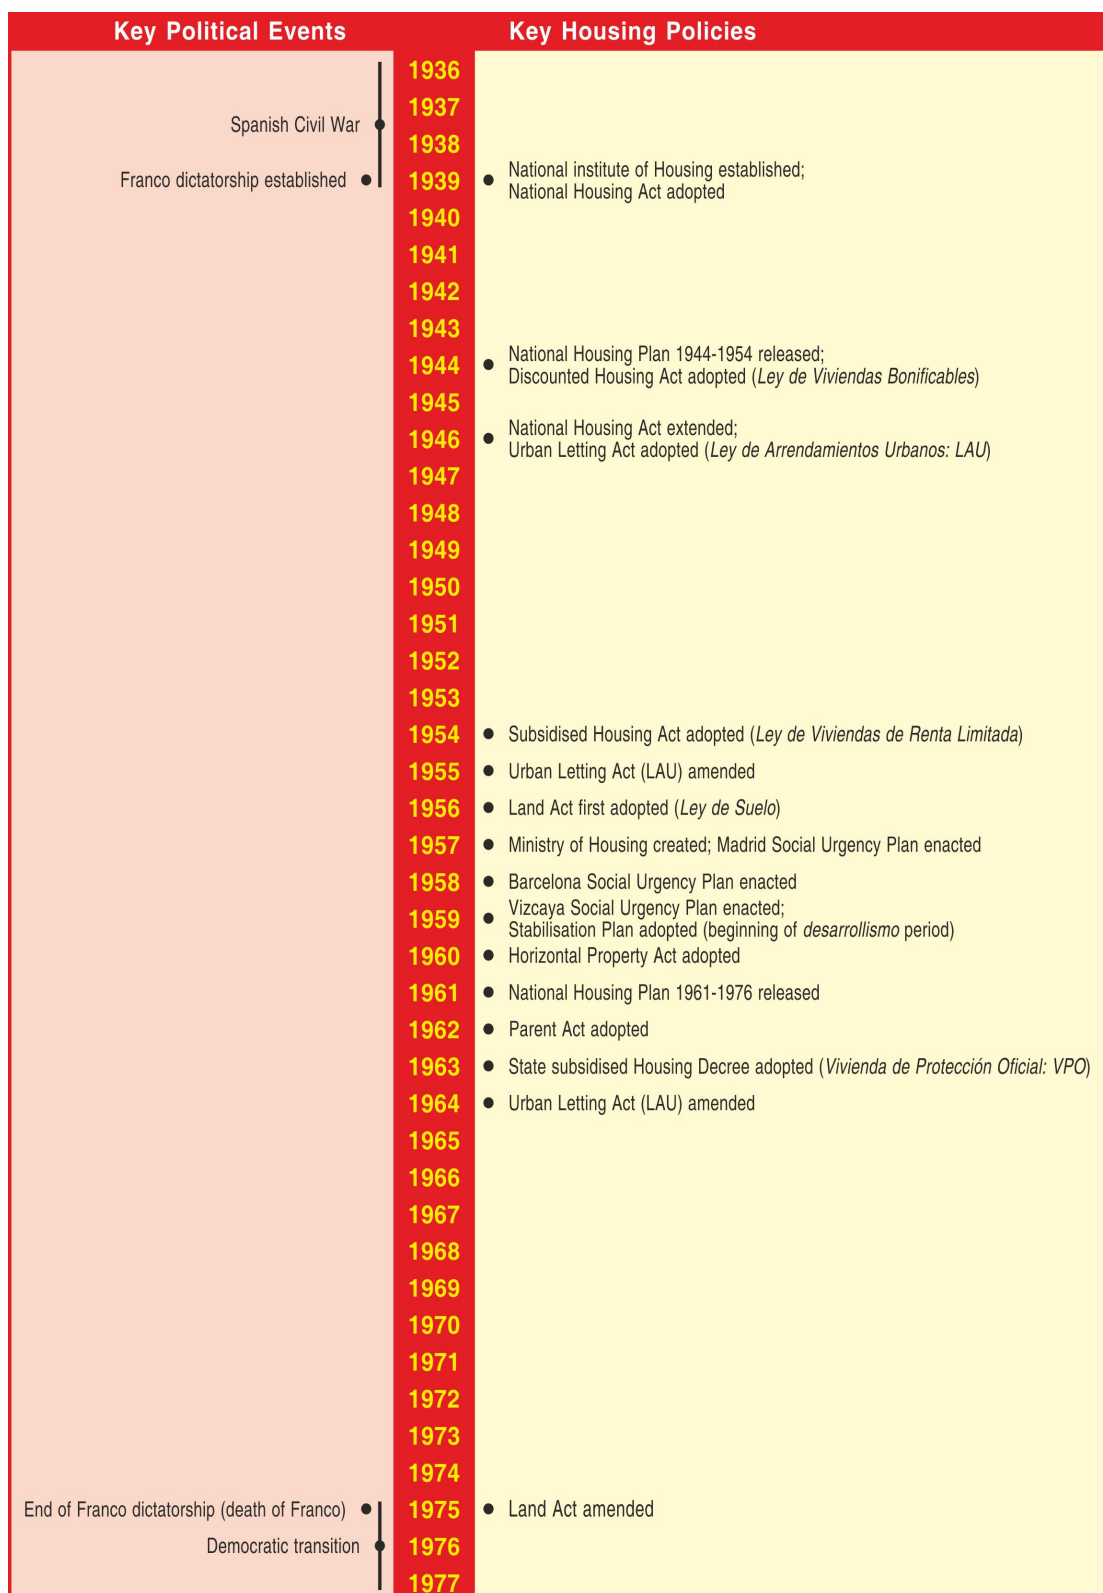 Key Political Events Key Housing Policies
1936
1937
Spanish Civil War
1938
Franco dictatorship established 1939 National institute of Housing established;
National Housing Act adopted
1940
1941
1942
1943
1944 National Housing Plan 1944-1954 released;
Discounted Housing Act adopted (Ley de Viviendas Bonificables)
1945
1946 National Housing Act extended;
Urban Letting Act adopted (Ley de Arrendamientos Urbanos: LAU)
1947
1948
1949
1950
1951
1952
1953
1954 Subsidised Housing Act adopted (Ley de Viviendas de Renta Limitada)
1955 Urban Letting Act (LAU) amended
1956 Land Act first adopted (Ley de Suelo)
1957 Ministry of Housing created; Madrid Social Urgency Plan enacted
1958 Barcelona Social Urgency Plan enacted
1959 Vizcaya Social Urgency Plan enacted;
Stabilisation Plan adopted (beginning of desarrollismo period)
1960 Horizontal Property Act adopted
1961 National Housing Plan 1961-1976 released
1962 Parent Act adopted
1963 State subsidised Housing Decree adopted (Vivienda de Protección Oficial: VPO)
1964 Urban Letting Act (LAU) amended
1965
1966
1967
1968
1969
1970
1971
1972
1973
1974
End of Franco dictatorship (death of Franco) 1975 Land Act amended
Democratic transition 1976
1977